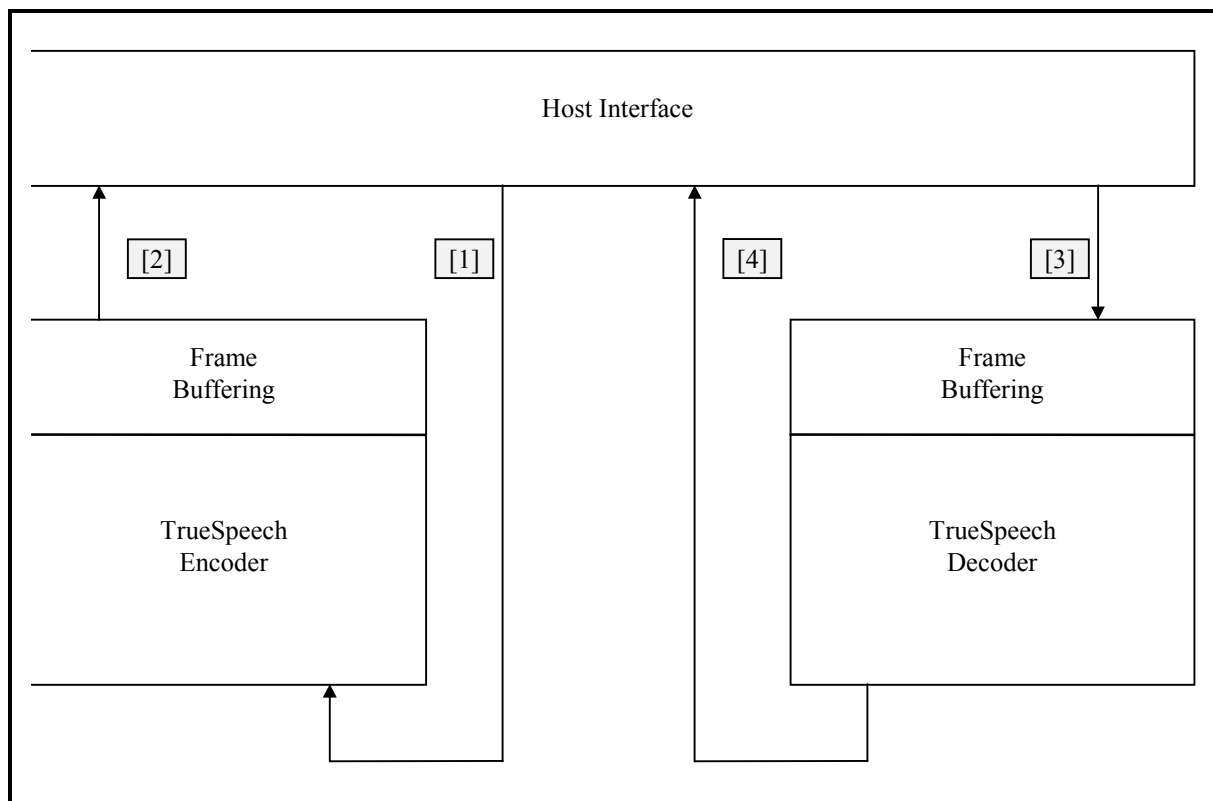 Host Interface
[2]
[1]
[4]
[3]
Frame
Buffering
Frame
Buffering
TrueSpeech
Encoder
TrueSpeech
Decoder